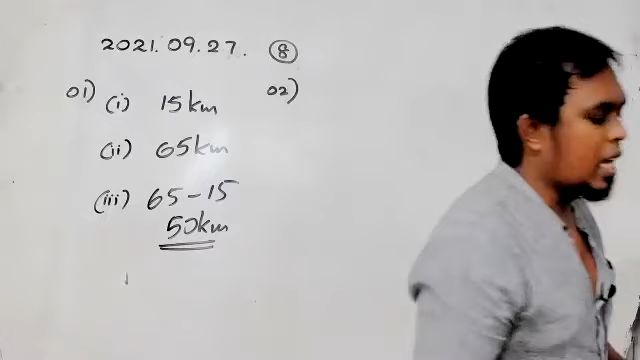 2021.09.27. 8
01) (i) 15km
(ii) 65km
(iii) 65-15
50km
02)